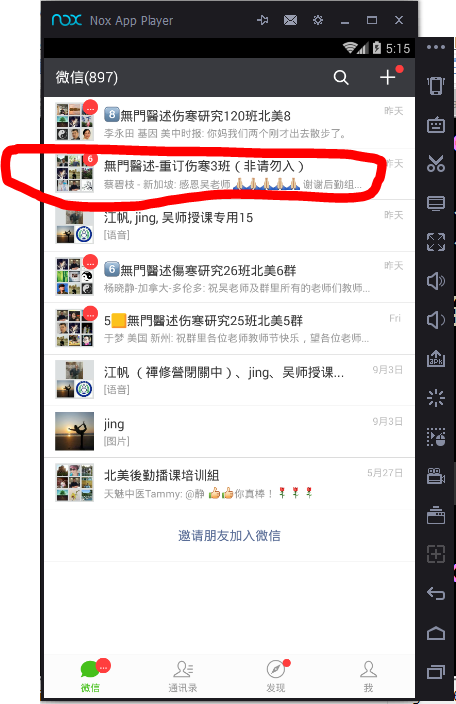 nox Nox App Player
5:15
微信(897)
8 無門醫述伤寒研究120班北美8 昨天
李永田 基因 美中时报: 你妈我们两个刚才出去散步了。
6 無門醫述-重订伤寒3班（非请勿入） 昨天
蔡碧枝 - 新加坡: 感恩吴老师🙏🙏🙏🙏🙏谢谢后勤组...
江帆, jing, 吴师授课专用15 昨天
[语音]
6 無門醫述傷寒研究26班北美6群 昨天
杨晓静-加拿大-多伦多: 祝吴老师及群里所有的老师们教师...
5🟨無門醫述伤寒研究25班北美5群 Fri
于梦 美国 新州: 祝群里各位老师教师节快乐，望各位老师...
江帆 （禪修營閉關中）、jing、吴师授课... 9月3日
[语音]
jing 9月3日
[图片]
北美後勤播课培训組 5月27日
天魅中医Tammy: @静 👍👍你真棒！🌹🌹🌹
邀请朋友加入微信
微信 通讯录 发现 我